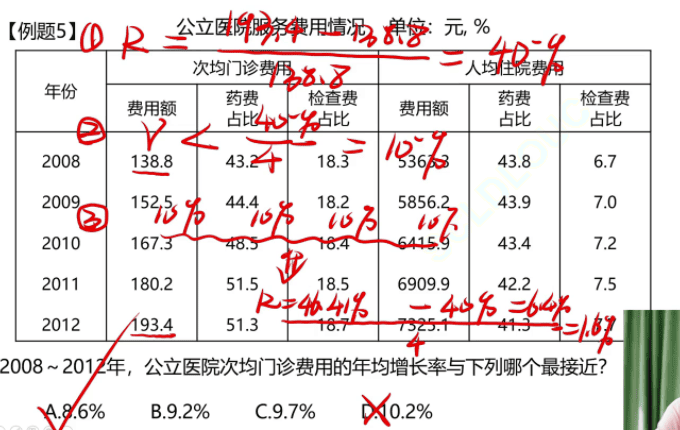 【例题5】 公立医院服务费用情况 单位：元, %
① R = (193.4 - 138.8) / 138.8 = 40-%
年份 次均门诊费用 人均住院费用
费用额 药费占比 检查费占比 费用额 药费占比 检查费占比
② r < 40-% / 4 = 10-%
2008 138.8 43.2 18.3 5363.3 43.8 6.7
2009 152.5 44.4 18.2 5856.2 43.9 7.0
③ 10% 10% 10% 10%
2010 167.3 48.5 18.4 6415.9 43.4 7.2
2011 180.2 51.5 18.5 6909.9 42.2 7.5
R=46.41% - 40% = 6.4% / 4 = 1.6%
2012 193.4 51.3 18.7 7325.1 41.3 7.7
2008～2012年，公立医院次均门诊费用的年均增长率与下列哪个最接近？
A.8.6% B.9.2% C.9.7% D.10.2%